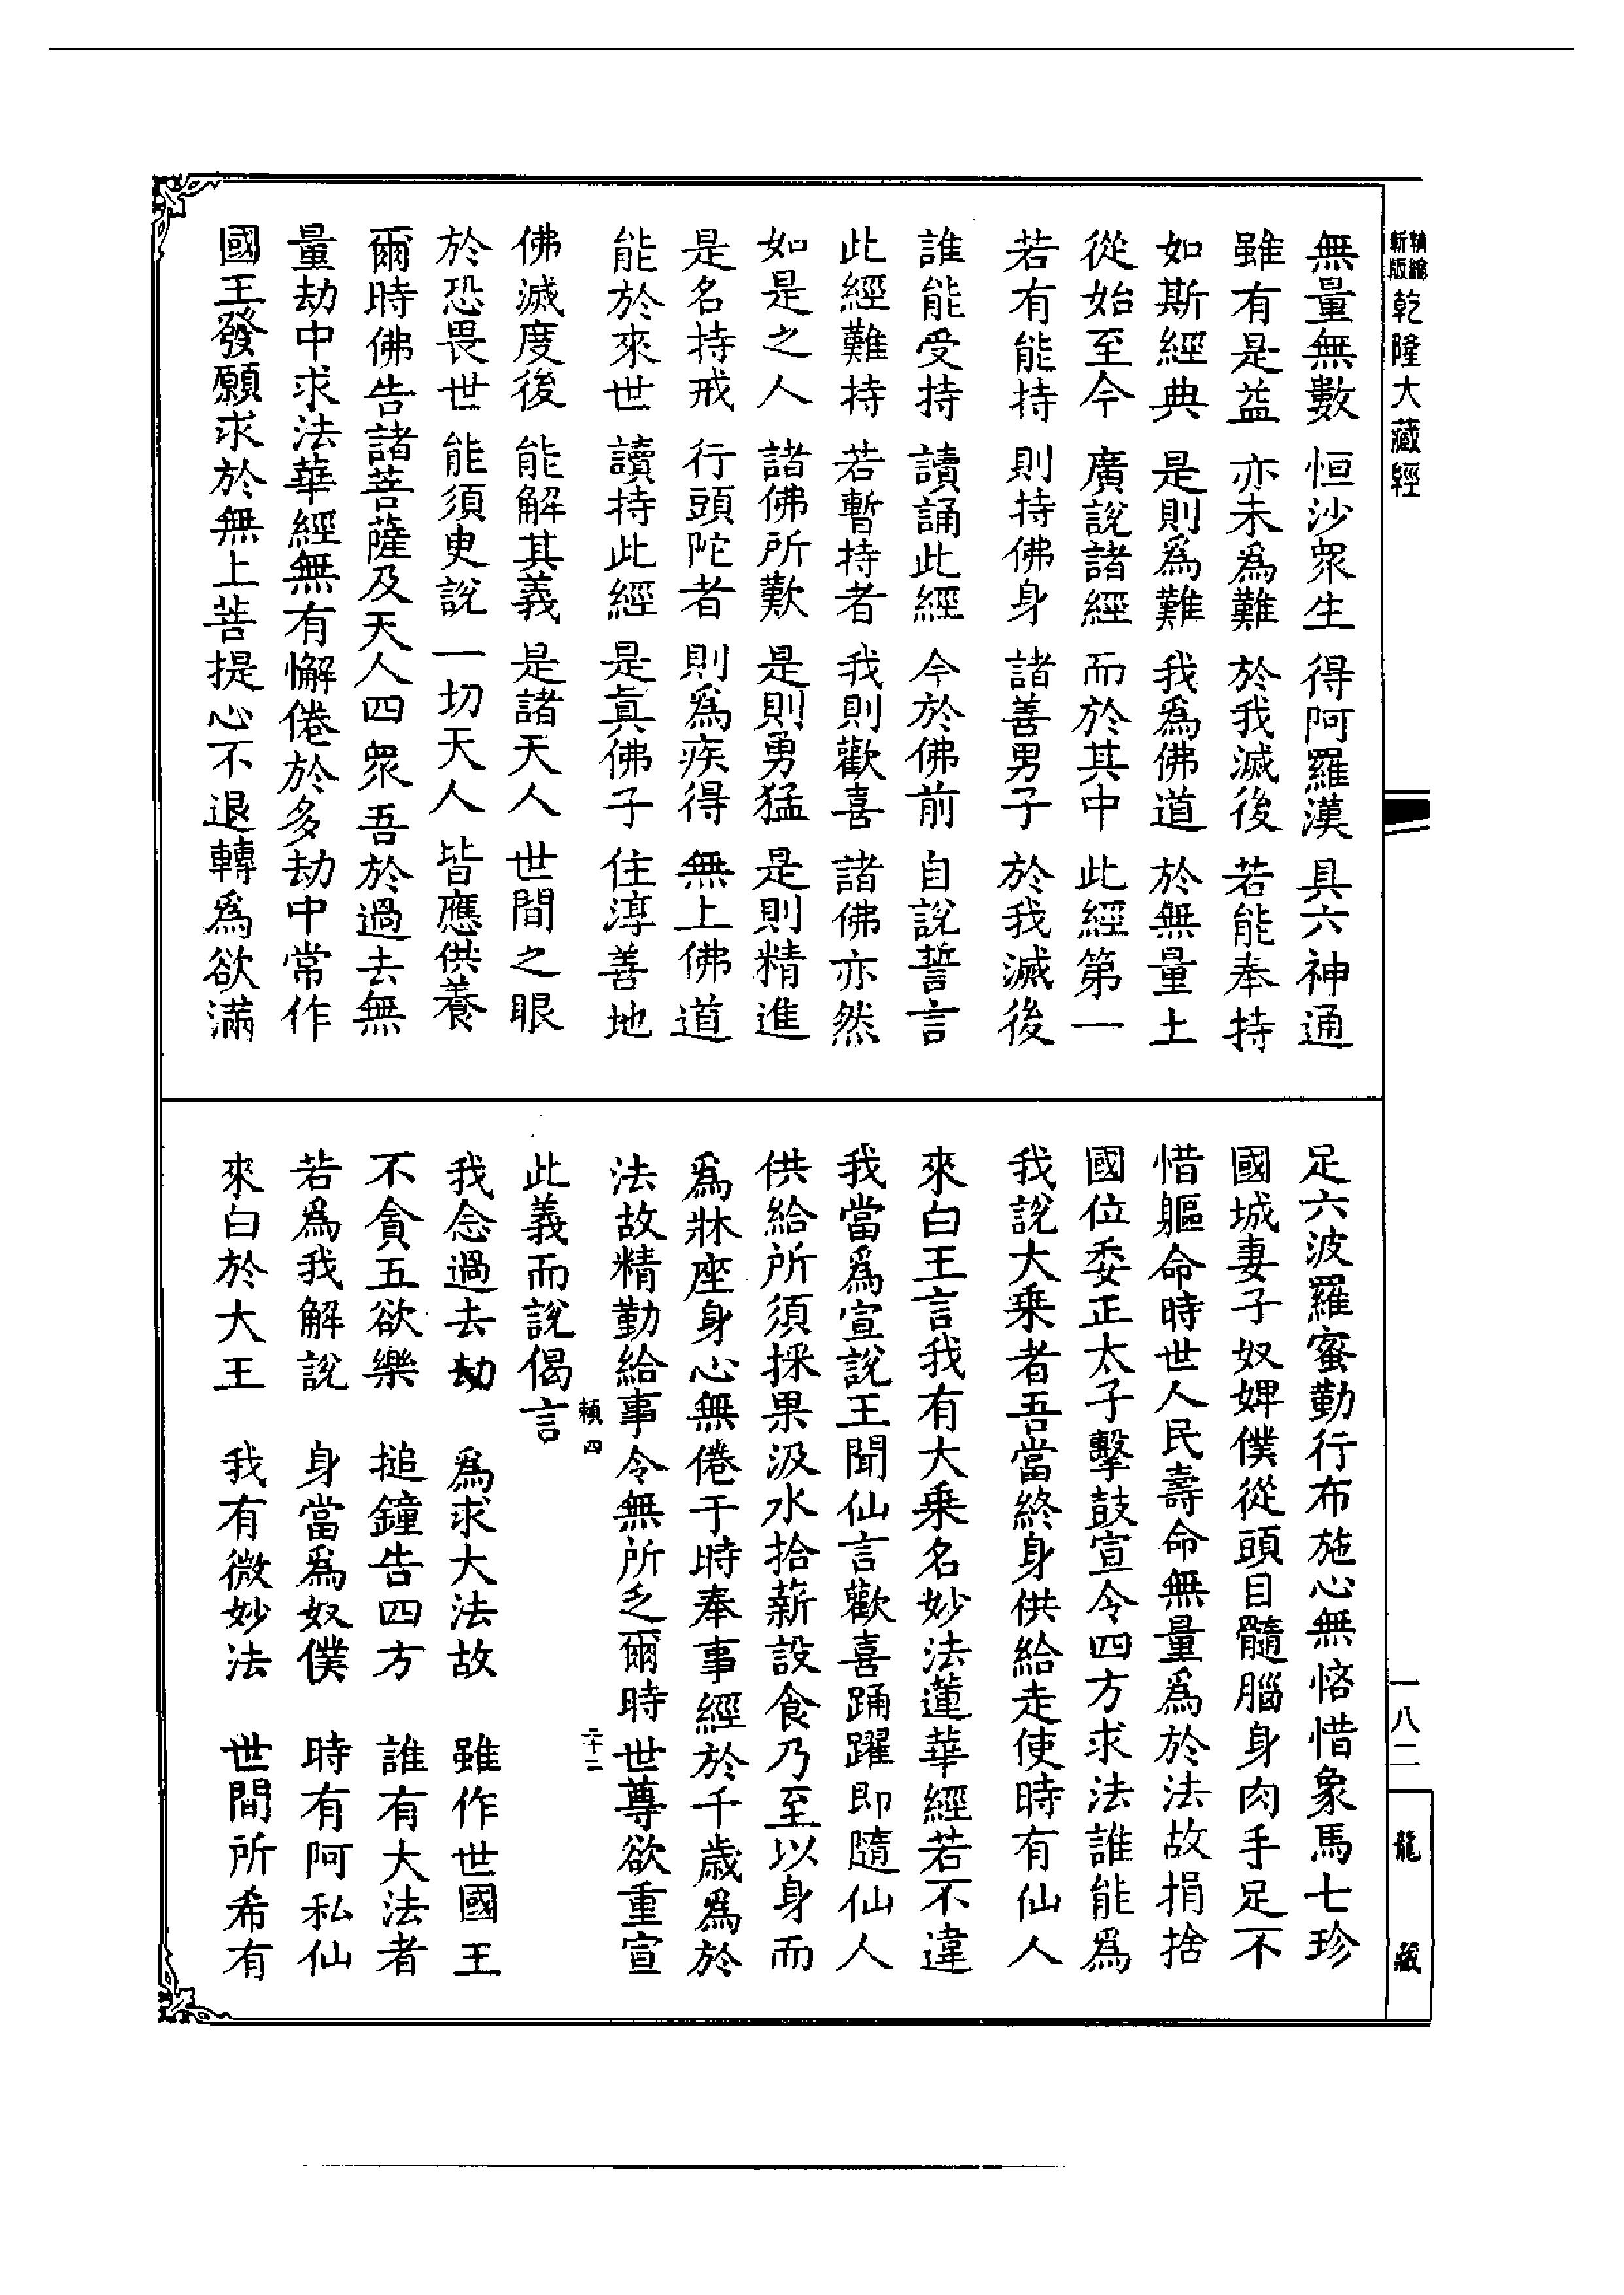 精縮
新版
乾隆大藏經
無量無數 恒沙眾生 得阿羅漢 具六神通
雖有是益 亦未為難 於我滅後 若能奉持
如斯經典 是則為難 我為佛道 於無量土
從始至今 廣說諸經 而於其中 此經第一
若有能持 則持佛身 諸善男子 於我滅後
誰能受持 讀誦此經 今於佛前 自說誓言
此經難持 若暫持者 我則歡喜 諸佛亦然
如是之人 諸佛所歎 是則勇猛 是則精進
是名持戒 行頭陀者 則為疾得 無上佛道
能於來世 讀持此經 是真佛子 住淳善地
佛滅度後 能解其義 是諸天人 世間之眼
於恐畏世 能須臾說 一切天人 皆應供養
爾時佛告諸菩薩及天人四眾吾於過去無
量劫中求法華經無有懈倦於多劫中常作
國王發願求於無上菩提心不退轉為欲滿
足六波羅蜜勤行布施心無悋惜象馬七珍
國城妻子奴婢僕從頭目髓腦身肉手足不
惜軀命時世人民壽命無量為於法故捐捨
國位委正太子擊鼓宣令四方求法誰能為
我說大乘者吾當終身供給走使時有仙人
來白王言我有大乘名妙法蓮華經若不違
我當為宣說王聞仙言歡喜踊躍即隨仙人
供給所須採果汲水拾薪設食乃至以身而
為牀座身心無倦于時奉事經於千歲為於
法故精勤給事令無所乏爾時世尊欲重宣
賴四 二十二
此義而說偈言
我念過去劫 為求大法故 雖作世國王
不貪五欲樂 搥鐘告四方 誰有大法者
若為我解說 身當為奴僕 時有阿私仙
來白於大王 我有微妙法 世間所希有
一八二
龍藏